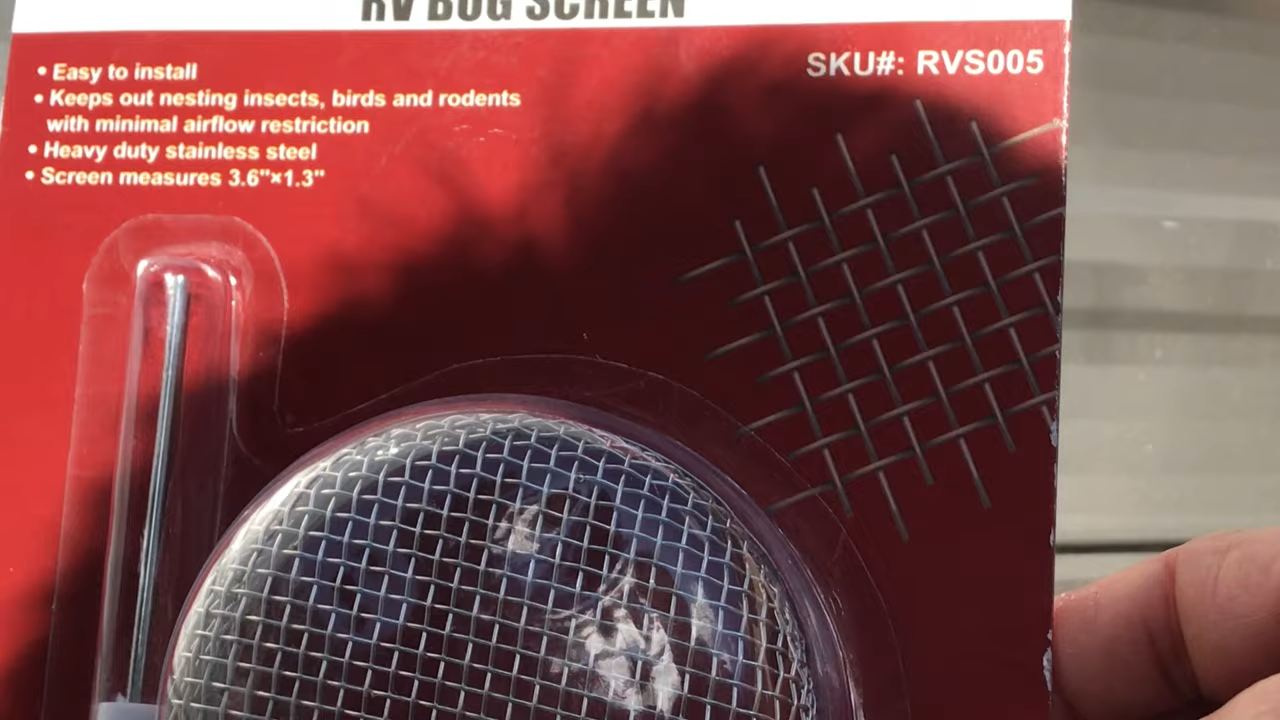 RV BUG SCREEN
SKU#: RVS005
• Easy to install
• Keeps out nesting insects, birds and rodents
with minimal airflow restriction
• Heavy duty stainless steel
• Screen measures 3.6"×1.3"